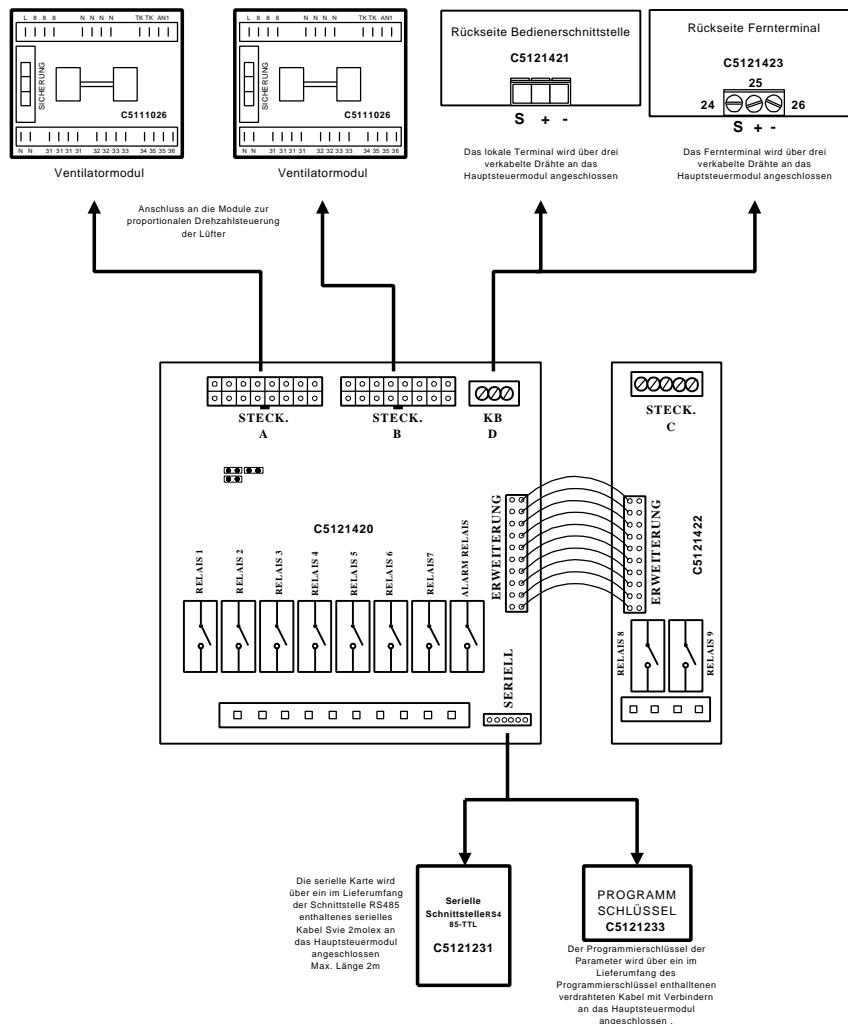 L 8 8 8 N N N N TK TK AN1
SICHERUNG
C5111026
N N 31 31 31 31 32 32 33 33 34 35 35 36
Ventilatormodul
L 8 8 8 N N N N TK TK AN1
SICHERUNG
C5111026
N N 31 31 31 31 32 32 33 33 34 35 35 36
Ventilatormodul
Rückseite Bedienerschnittstelle
C5121421
S + -
Das lokale Terminal wird über drei
verkabelte Drähte an das
Hauptsteuermodul angeschlossen
Rückseite Fernterminal
C5121423
25
24 26
S + -
Das Fernterminal wird über drei
verkabelte Drähte an das
Hauptsteuermodul angeschlossen
Anschluss an die Module zur
proportionalen Drehzahlsteuerung
der Lüfter
STECK.
A
STECK.
B
KB
D
STECK.
C
C5121420
ERWEITERUNG
ERWEITERUNG
C5121422
RELAIS 1
RELAIS 2
RELAIS 3
RELAIS 4
RELAIS 5
RELAIS 6
RELAIS7
ALARM RELAIS
RELAIS 8
RELAIS 9
SERIELL
Die serielle Karte wird
über ein im Lieferumfang
der Schnittstelle RS485
enthaltenes serielles
Kabel Svie 2molex an
das Hauptsteuermodul
angeschlossen
Max. Länge 2m
Serielle
SchnittstelleRS4
85-TTL
C5121231
PROGRAMM
SCHLÜSSEL
C5121233
Der Programmierschlüssel der
Parameter wird über ein im
Lieferumfang des
Programmierschlüssel enthalltenen
verdrahteten Kabel mit Verbindern
an das Hauptsteuermodul
angeschlossen .